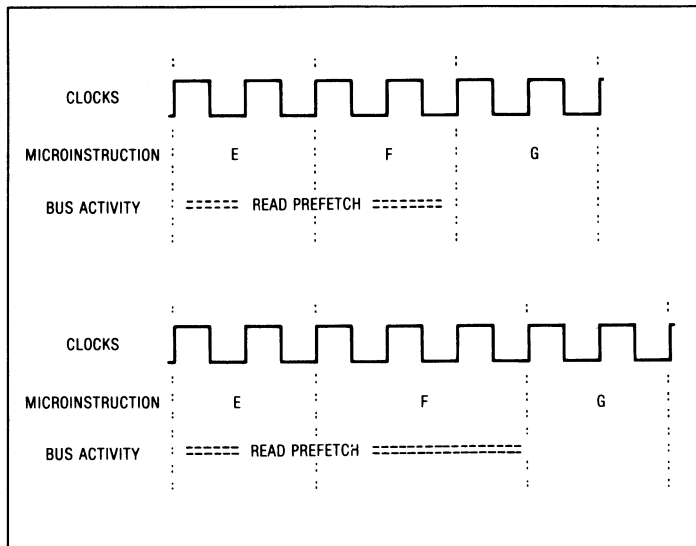 CLOCKS
MICROINSTRUCTION E F G
BUS ACTIVITY READ PREFETCH
CLOCKS
MICROINSTRUCTION E F G
BUS ACTIVITY READ PREFETCH